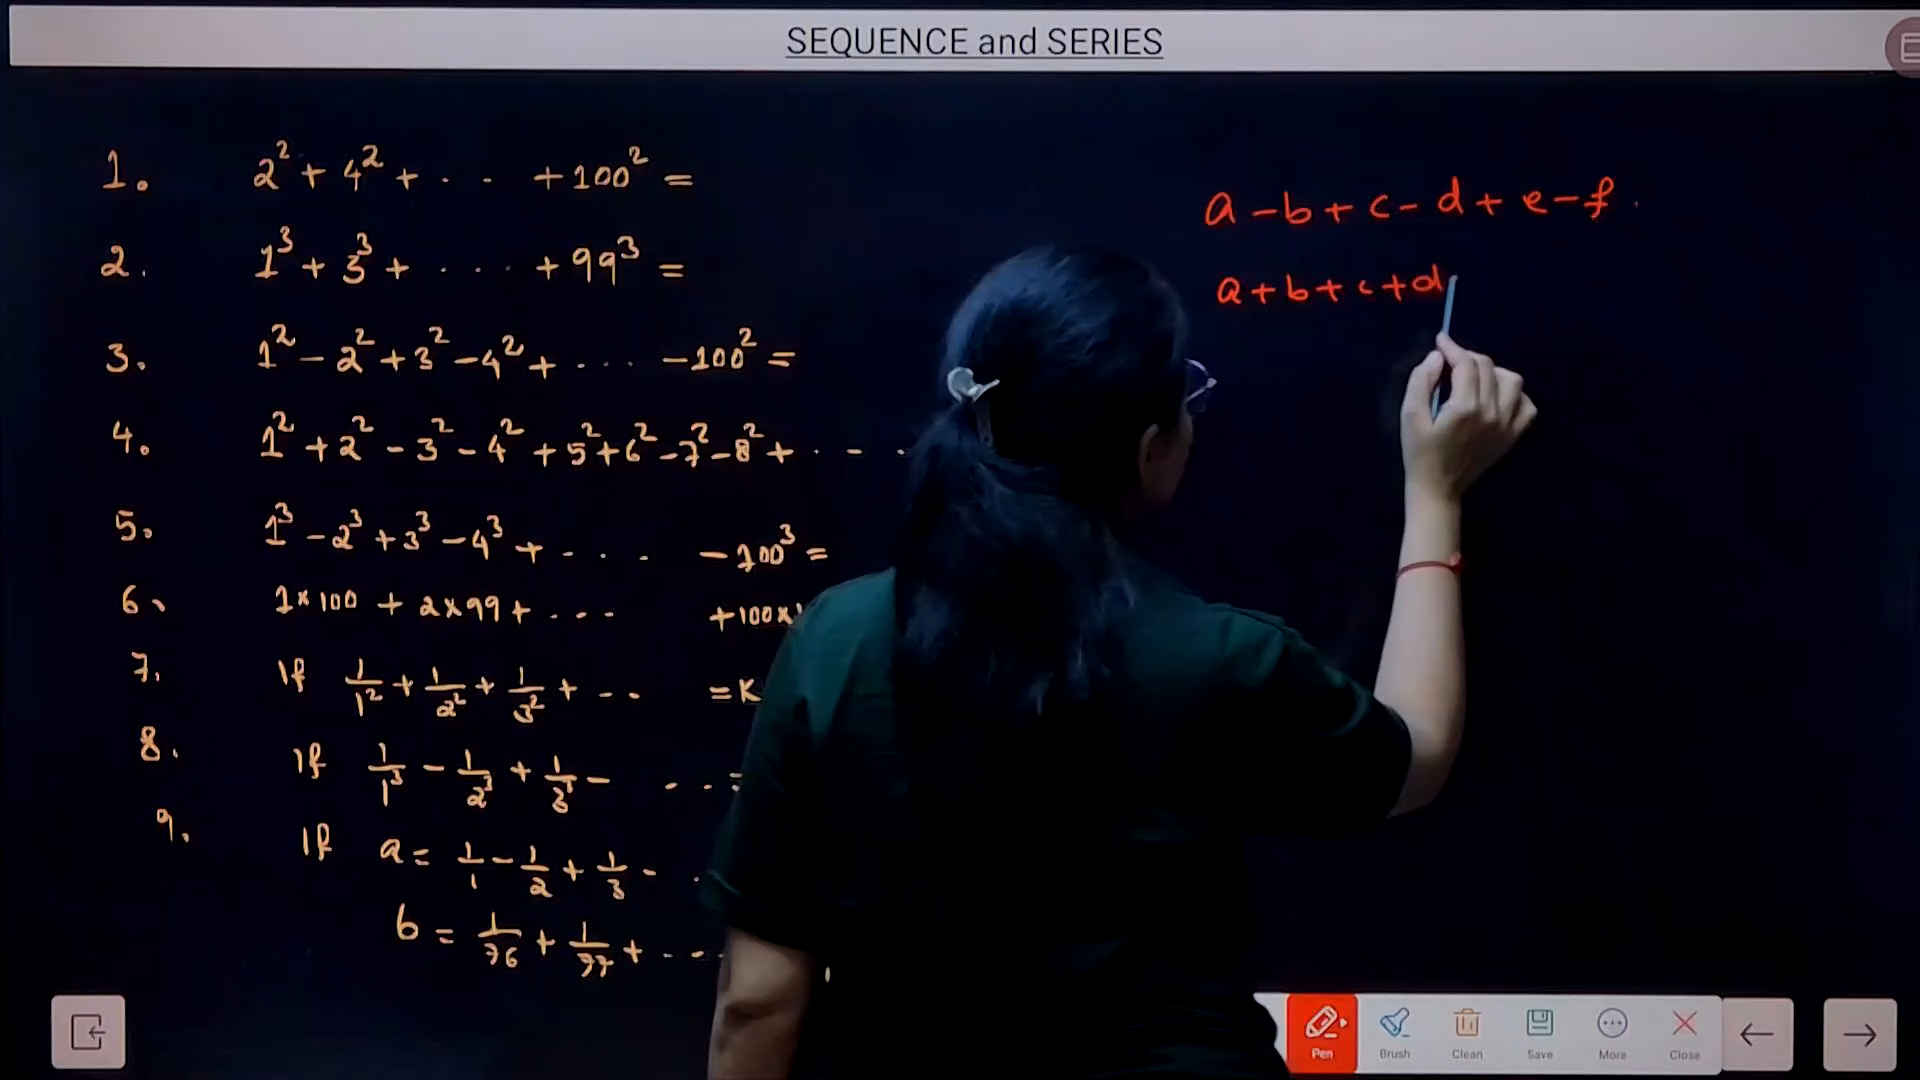 SEQUENCE and SERIES
1. 2² + 4² + . . . + 100² =
2. 1³ + 3³ + . . . . + 99³ =
3. 1² - 2² + 3² - 4² + . . . . - 100² =
4. 1² + 2² - 3² - 4² + 5² + 6² - 7² - 8² + . - - .
5. 1³ - 2³ + 3³ - 4³ + . . . - 100³ =
6. 1×100 + 2×99 + . . . + 100×
7. If 1/1² + 1/2² + 1/3² + . . = K
8. If 1/1³ - 1/2³ + 1/3³ - . . =
9. If a = 1/1 - 1/2 + 1/3 - .
b = 1/76 + 1/77 + . . .
a - b + c - d + e - f .
a + b + c + d
Pen
Brush
Clean
Save
More
Close